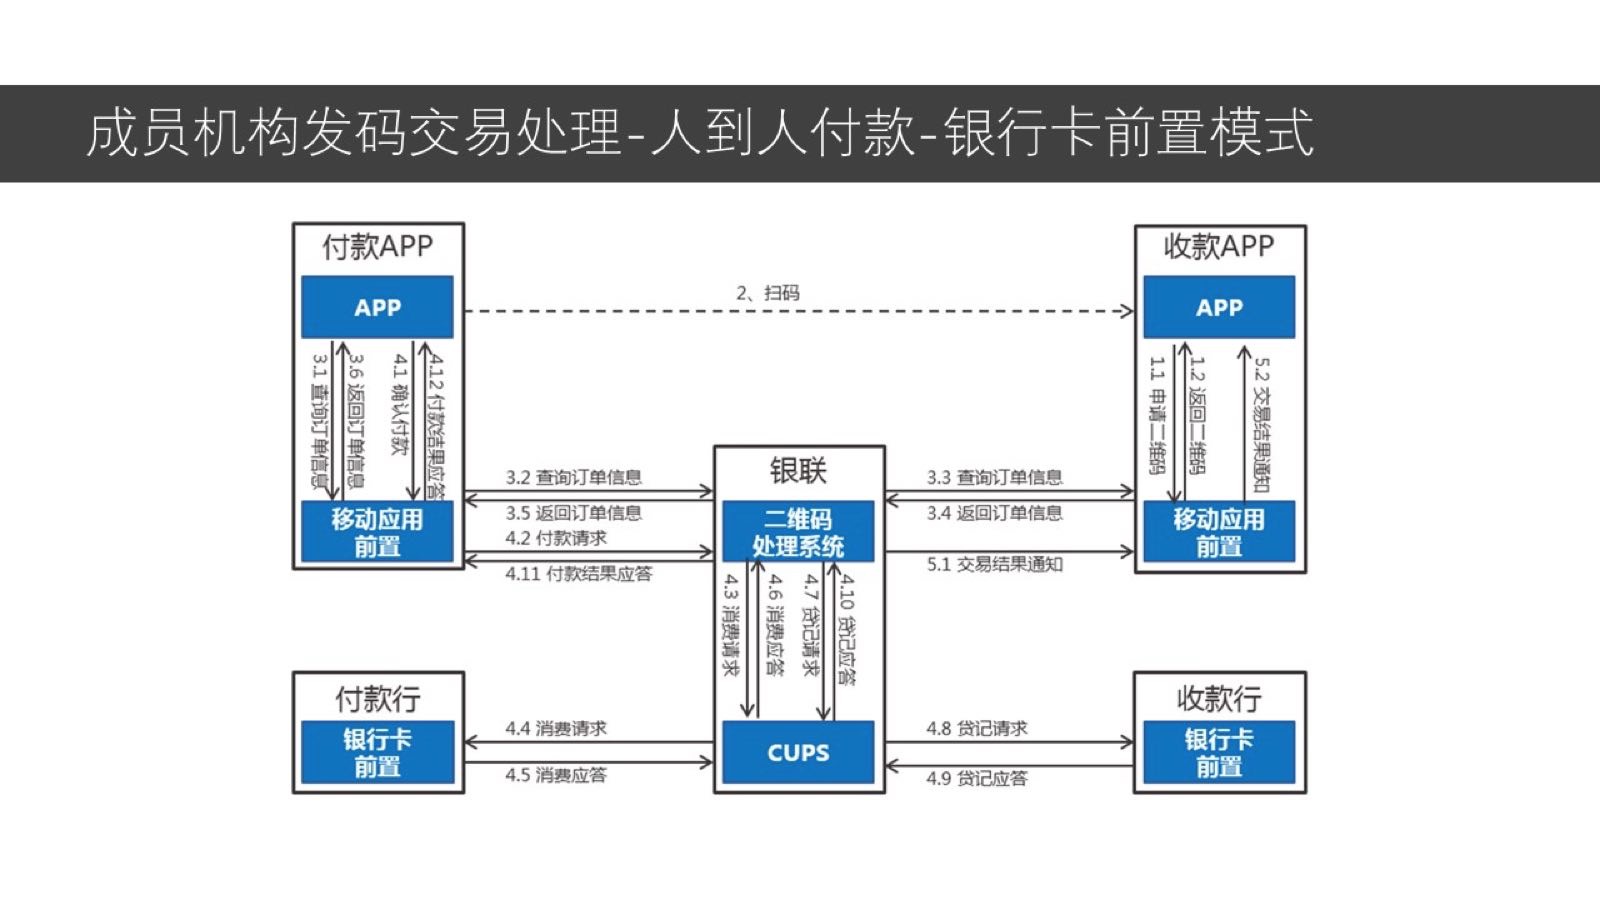 成员机构发码交易处理-人到人付款-银行卡前置模式
付款APP
APP
2、扫码
收款APP
APP
3.1 查询订单信息
3.6 返回订单信息
4.1 确认付款
4.12 付款结果应答
1.1 申请二维码
1.2 返回二维码
5.2 交易结果通知
移动应用
前置
3.2 查询订单信息
3.5 返回订单信息
4.2 付款请求
4.11 付款结果应答
银联
二维码
处理系统
3.3 查询订单信息
3.4 返回订单信息
5.1 交易结果通知
移动应用
前置
4.3 消费请求
4.6 消费应答
4.7 贷记请求
4.10 贷记应答
付款行
银行卡
前置
4.4 消费请求
4.5 消费应答
CUPS
4.8 贷记请求
4.9 贷记应答
收款行
银行卡
前置